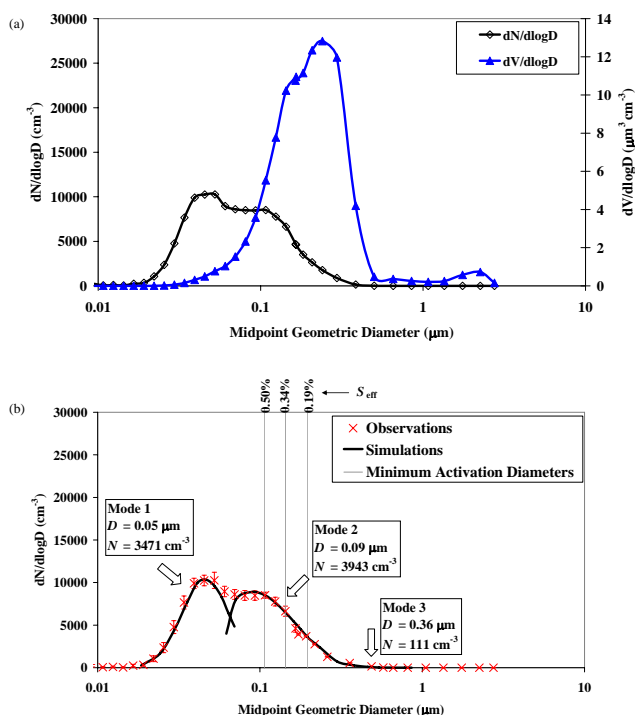 (a)
30000
25000
20000
15000
10000
5000
0
dN/dlogD (cm⁻³)
14
12
10
8
6
4
2
0
dV/dlogD (μm³ cm⁻³)
dN/dlogD
dV/dlogD
0.01
0.1
1
10
Midpoint Geometric Diameter (μm)
(b)
0.50%
0.34%
0.19%
← S eff
30000
25000
20000
15000
10000
5000
0
dN/dlogD (cm⁻³)
Observations
Simulations
Minimum Activation Diameters
Mode 1
D = 0.05 μm
N = 3471 cm⁻³
Mode 2
D = 0.09 μm
N = 3943 cm⁻³
Mode 3
D = 0.36 μm
N = 111 cm⁻³
0.01
0.1
1
10
Midpoint Geometric Diameter (μm)